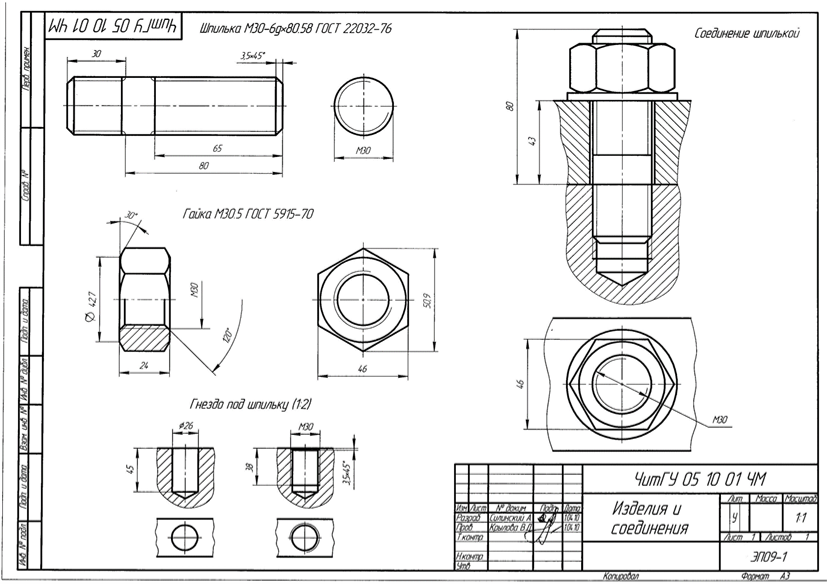 ЧитГУ 05 10 01 ЧМ
Шпилька М30-6g×80.58 ГОСТ 22032-76
Соединение шпилькой
30
3,5×45°
65
80
М30
80
43
Гайка М30.5 ГОСТ 5915-70
30°
⌀ 42,7
М30
120°
24
50,9
46
Гнездо под шпильку (1:2)
⌀26
М30
45
38
3,5×45°
46
М30
Перв. примен.
Справ. №
Подп. и дата
Инв. № дубл.
Взам. инв. №
Подп. и дата
Инв. № подл.
ЧитГУ 05 10 01 ЧМ
Изм. Лист № докум. Подп. Дата
Разраб. Силинский А.
Пров. Крылова В.Д.
Т.контр.
Н.контр.
Утв.
Изделия и
соединения
Лит. Масса Масштаб
У 1:1
Лист 1 Листов 1
ЭП09-1
Копировал Формат А3